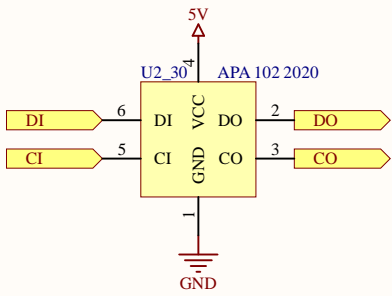 5V
4
U2_30 APA 102 2020
DI 6 DI VCC DO 2 DO
CI 5 CI GND CO 3 CO
1
GND